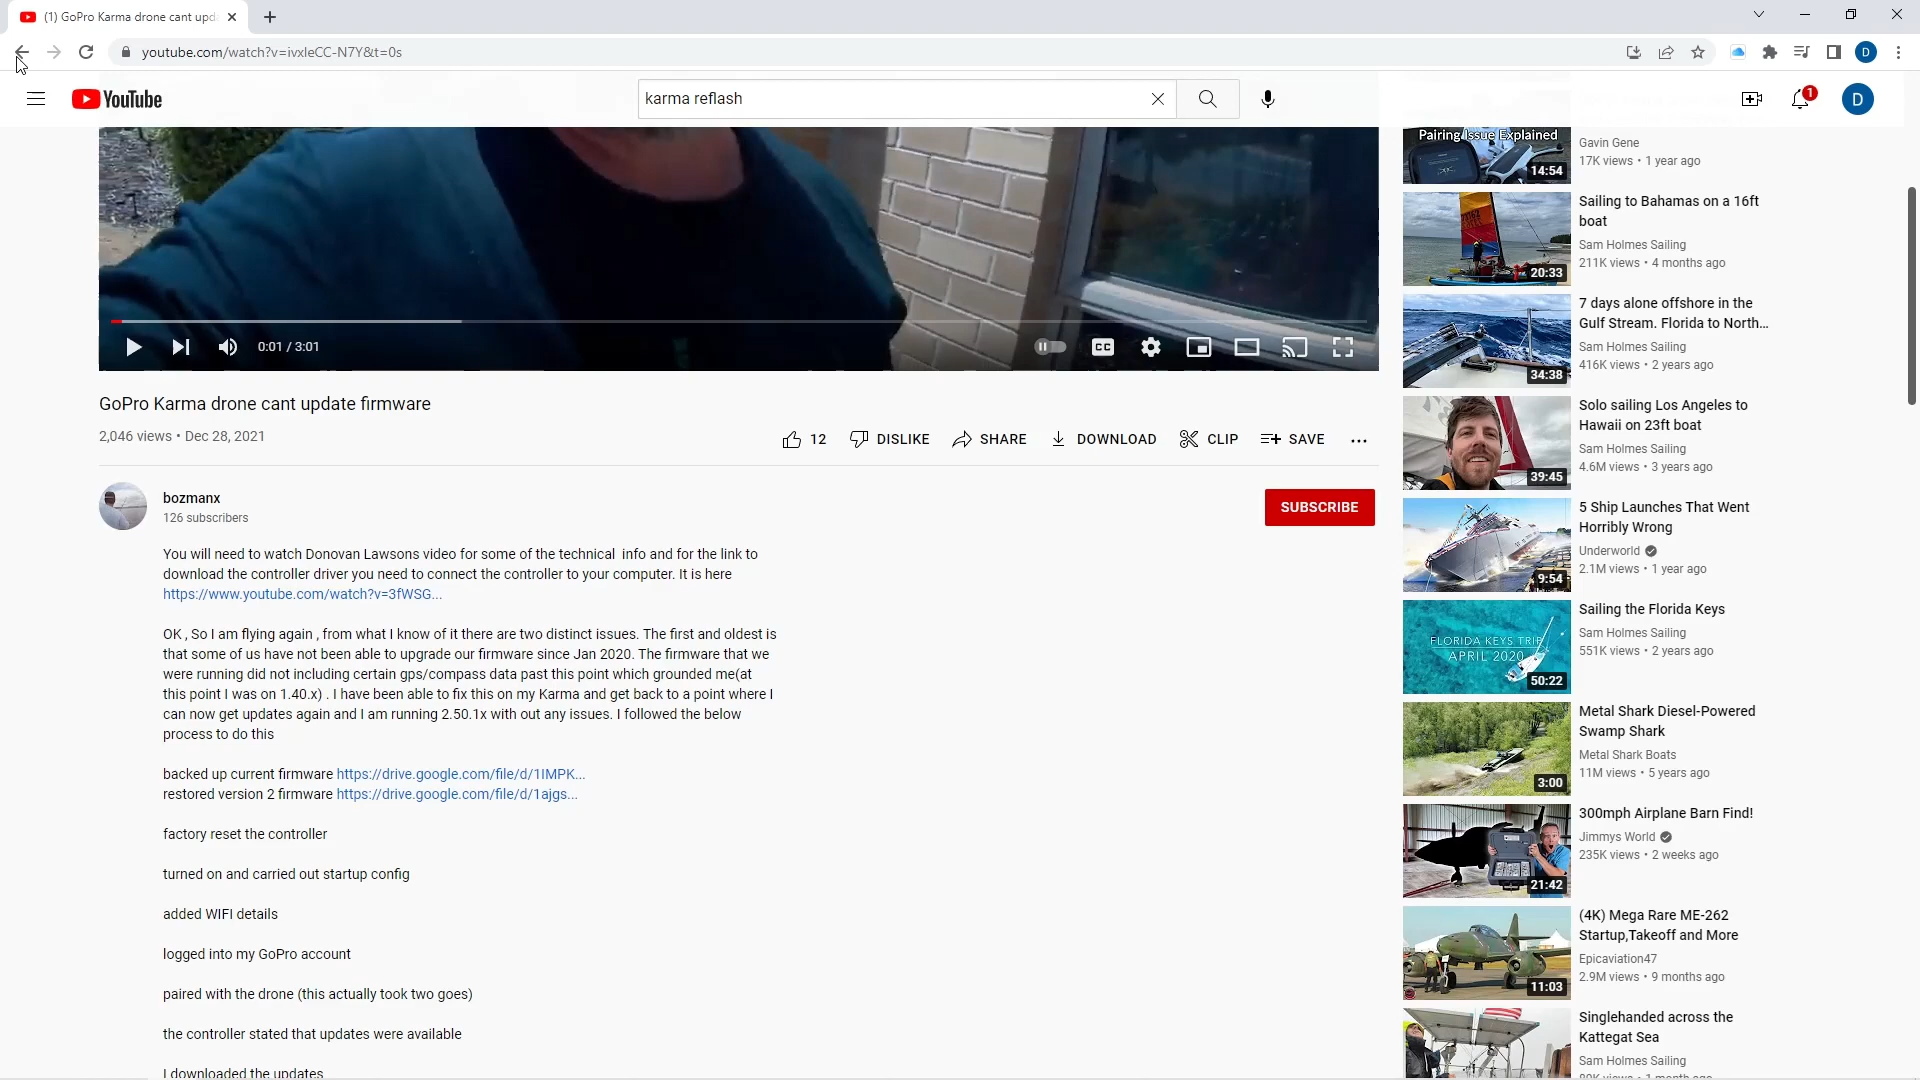 (1) GoPro Karma drone cant upd
youtube.com/watch?v=ivxleCC-N7Y&t=0s
D
YouTube
karma reflash
1
D
0:01 / 3:01
CC
GoPro Karma drone cant update firmware
2,046 views • Dec 28, 2021
12
DISLIKE
SHARE
DOWNLOAD
CLIP
SAVE
bozmanx
126 subscribers
SUBSCRIBE
You will need to watch Donovan Lawsons video for some of the technical info and for the link to
download the controller driver you need to connect the controller to your computer. It is here
https://www.youtube.com/watch?v=3fWSG...
OK , So I am flying again , from what I know of it there are two distinct issues. The first and oldest is
that some of us have not been able to upgrade our firmware since Jan 2020. The firmware that we
were running did not including certain gps/compass data past this point which grounded me(at
this point I was on 1.40.x) . I have been able to fix this on my Karma and get back to a point where I
can now get updates again and I am running 2.50.1x with out any issues. I followed the below
process to do this
backed up current firmware https://drive.google.com/file/d/1IMPK...
restored version 2 firmware https://drive.google.com/file/d/1ajgs...
factory reset the controller
turned on and carried out startup config
added WIFI details
logged into my GoPro account
paired with the drone (this actually took two goes)
the controller stated that updates were available
I downloaded the updates
Pairing Issue Explained
14:54
Gavin Gene
17K views • 1 year ago
20:33
Sailing to Bahamas on a 16ft
boat
Sam Holmes Sailing
211K views • 4 months ago
34:38
7 days alone offshore in the
Gulf Stream. Florida to North...
Sam Holmes Sailing
416K views • 2 years ago
39:45
Solo sailing Los Angeles to
Hawaii on 23ft boat
Sam Holmes Sailing
4.6M views • 3 years ago
9:54
5 Ship Launches That Went
Horribly Wrong
Underworld
2.1M views • 1 year ago
FLORIDA KEYS TRIP
APRIL 2020
50:22
Sailing the Florida Keys
Sam Holmes Sailing
551K views • 2 years ago
3:00
Metal Shark Diesel-Powered
Swamp Shark
Metal Shark Boats
11M views • 5 years ago
21:42
300mph Airplane Barn Find!
Jimmys World
235K views • 2 weeks ago
11:03
(4K) Mega Rare ME-262
Startup,Takeoff and More
Epicaviation47
2.9M views • 9 months ago
Singlehanded across the
Kattegat Sea
Sam Holmes Sailing